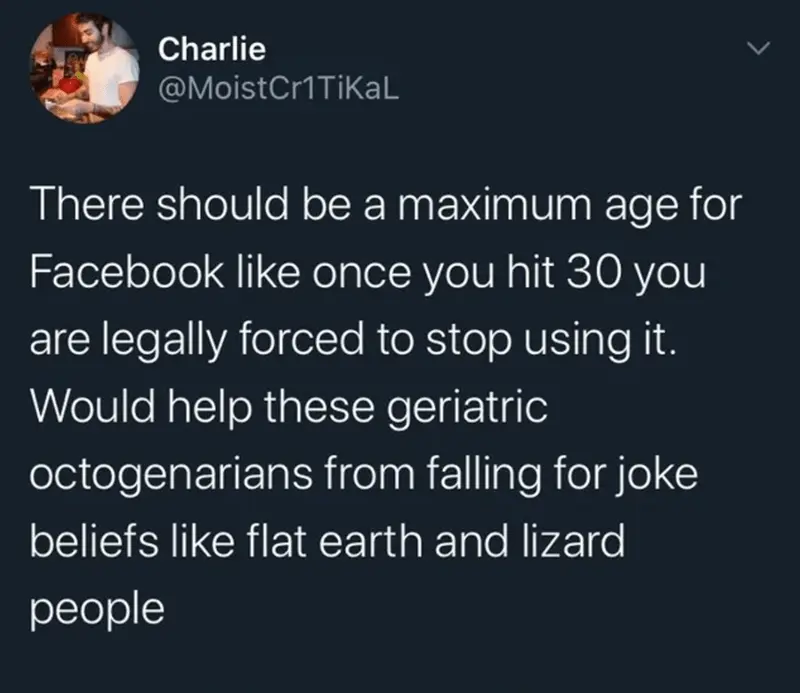 Charlie
@MoistCr1TiKaL
There should be a maximum age for
Facebook like once you hit 30 you
are legally forced to stop using it.
Would help these geriatric
octogenarians from falling for joke
beliefs like flat earth and lizard
people